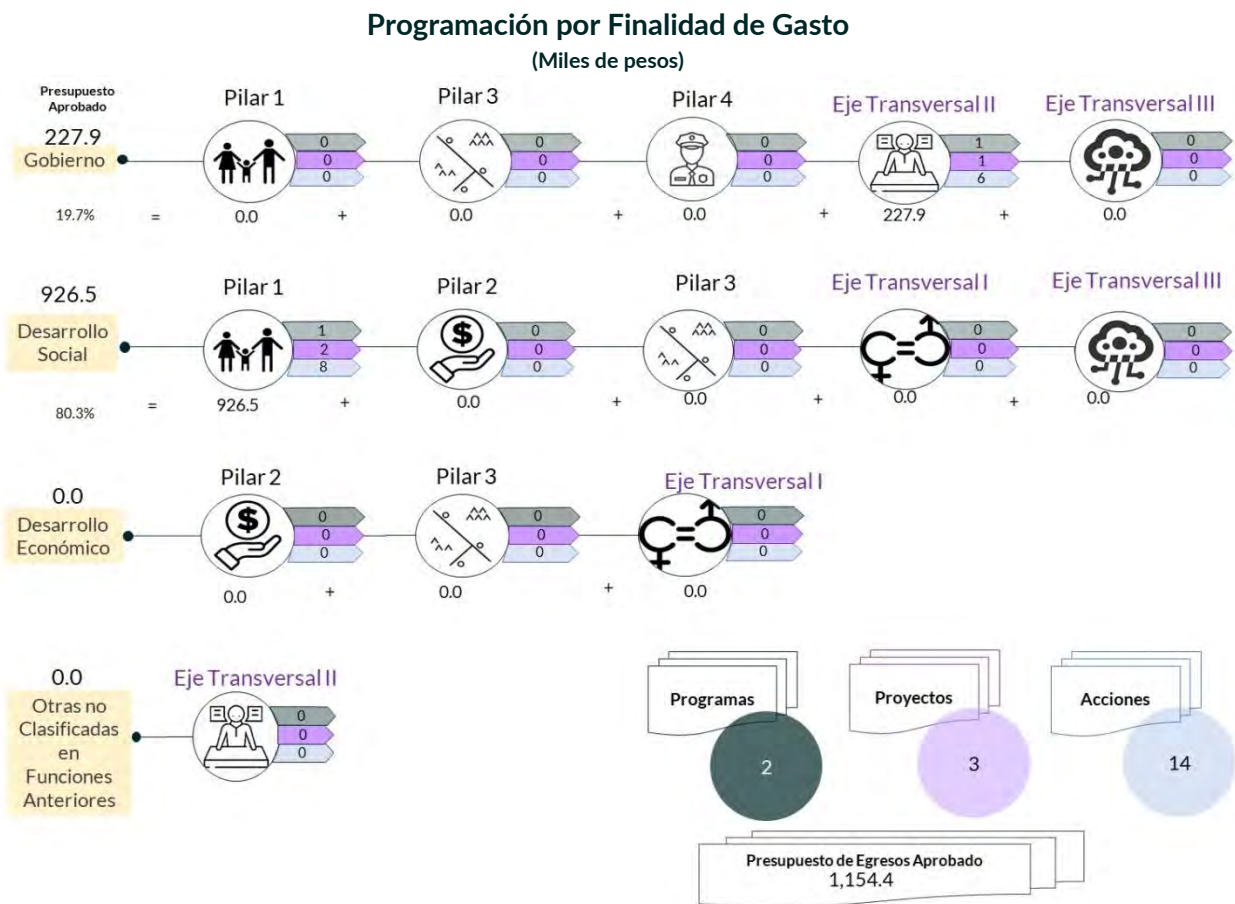 Programación por Finalidad de Gasto
(Miles de pesos)
Presupuesto
Aprobado
227.9
Gobierno
19.7%
=
Pilar 1
0
0
0
0.0
+
Pilar 3
0
0
0
0.0
+
Pilar 4
0
0
0
0.0
+
Eje Transversal II
1
1
6
227.9
+
Eje Transversal III
0
0
0
0.0
926.5
Desarrollo
Social
80.3%
=
Pilar 1
1
2
8
926.5
+
Pilar 2
0
0
0
0.0
+
Pilar 3
0
0
0
0.0
+
Eje Transversal I
0
0
0
0.0
+
Eje Transversal III
0
0
0
0.0
0.0
Desarrollo
Económico
Pilar 2
0
0
0
0.0
+
Pilar 3
0
0
0
0.0
+
Eje Transversal I
0
0
0
0.0
0.0
Otras no
Clasificadas
en
Funciones
Anteriores
Eje Transversal II
0
0
0
Programas
2
Proyectos
3
Acciones
14
Presupuesto de Egresos Aprobado
1,154.4